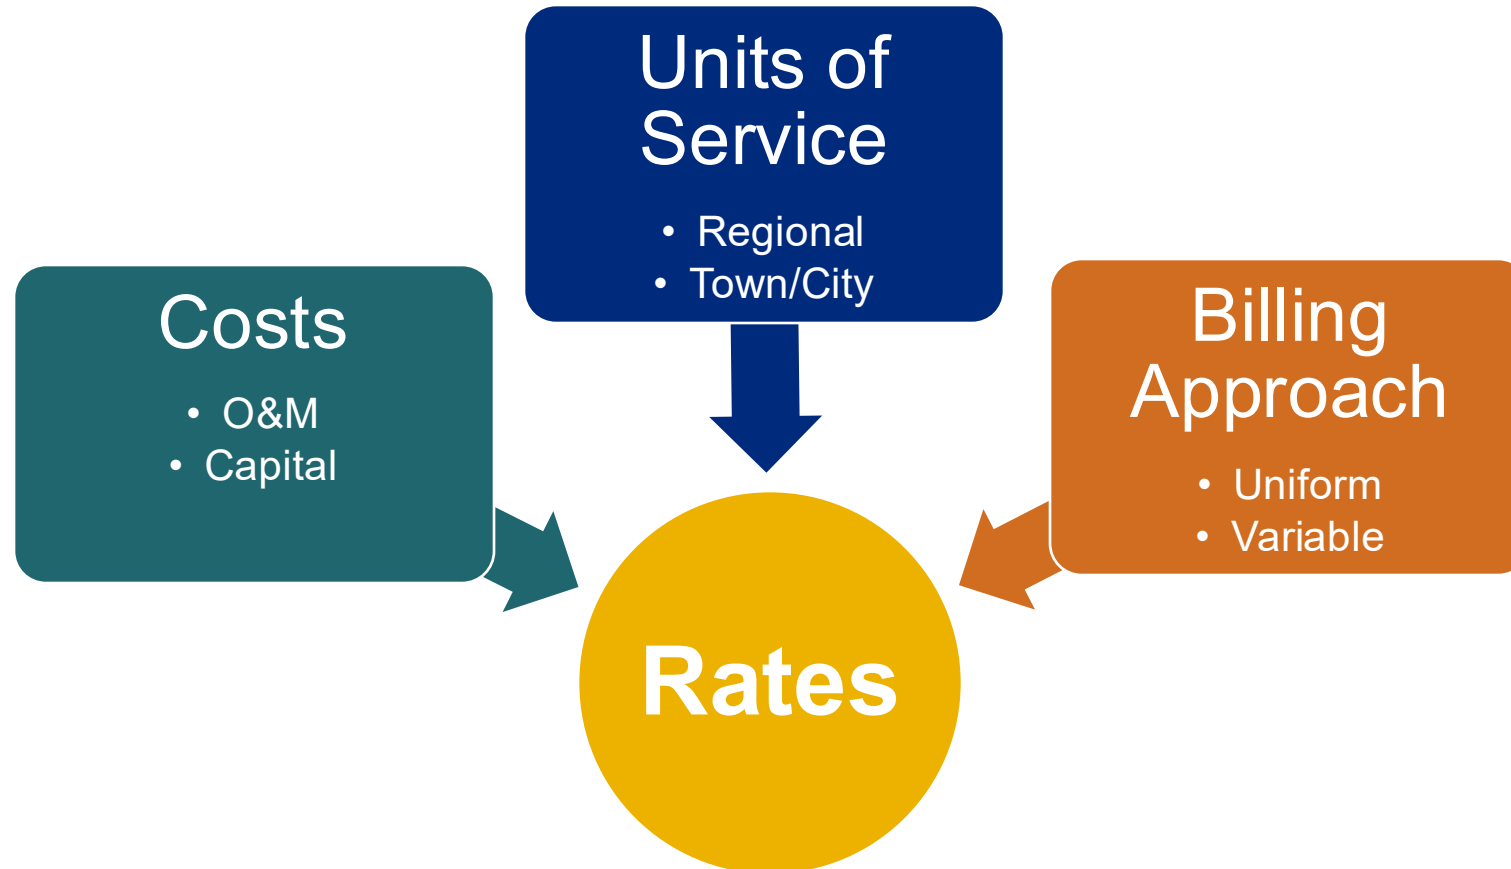 Units of
Service
• Regional
• Town/City
Costs
• O&M
• Capital
Billing
Approach
• Uniform
• Variable
Rates